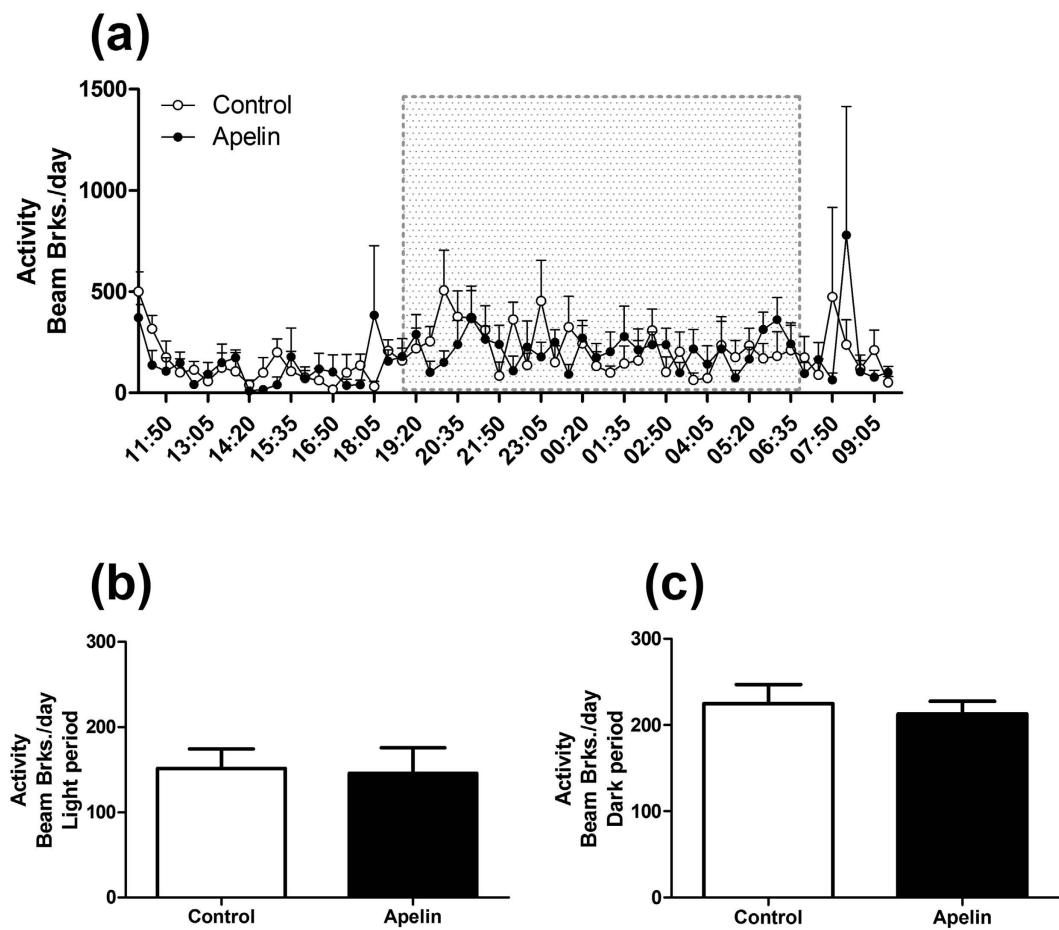 (a)
1500
1000
500
0
Activity
Beam Brks./day
Control
Apelin
11:50
13:05
14:20
15:35
16:50
18:05
19:20
20:35
21:50
23:05
00:20
01:35
02:50
04:05
05:20
06:35
07:50
09:05
(b)
300
200
100
0
Activity
Beam Brks./day
Light period
Control
Apelin
(c)
300
200
100
0
Activity
Beam Brks./day
Dark period
Control
Apelin